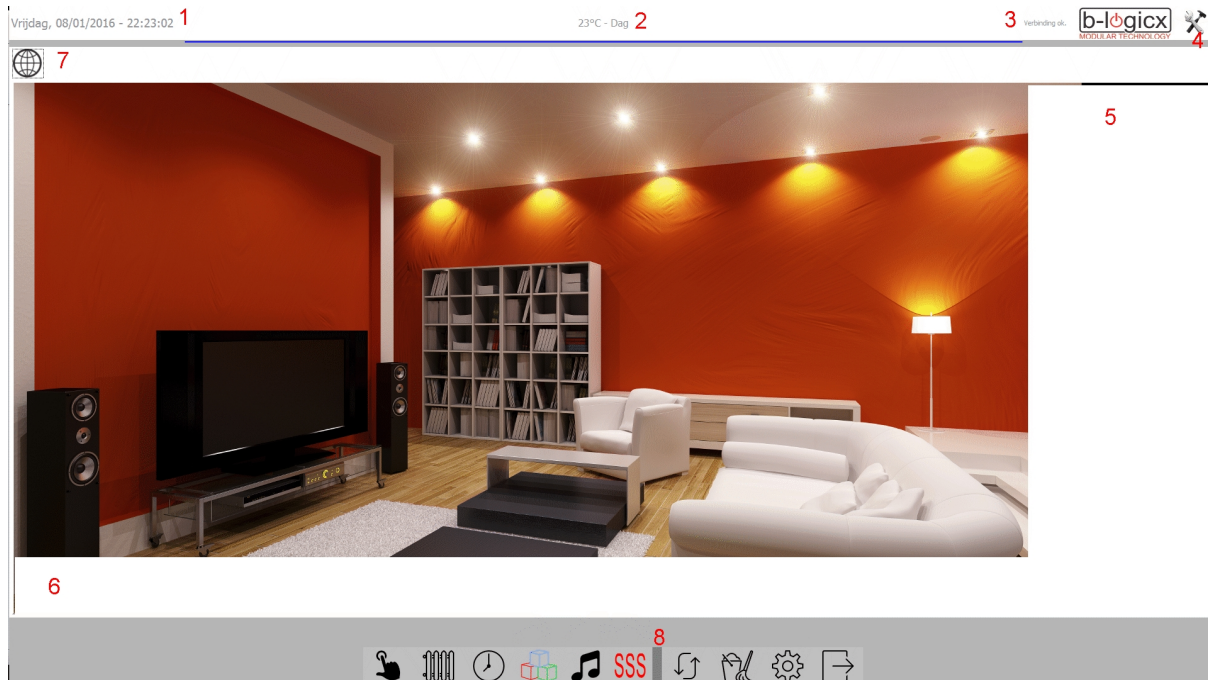 Vrijdag, 08/01/2016 - 22:23:02 1
23°C - Dag 2
3 Verbinding ok.
b-logicx
MODULAR TECHNOLOGY
4
7
5
6
8
SSS